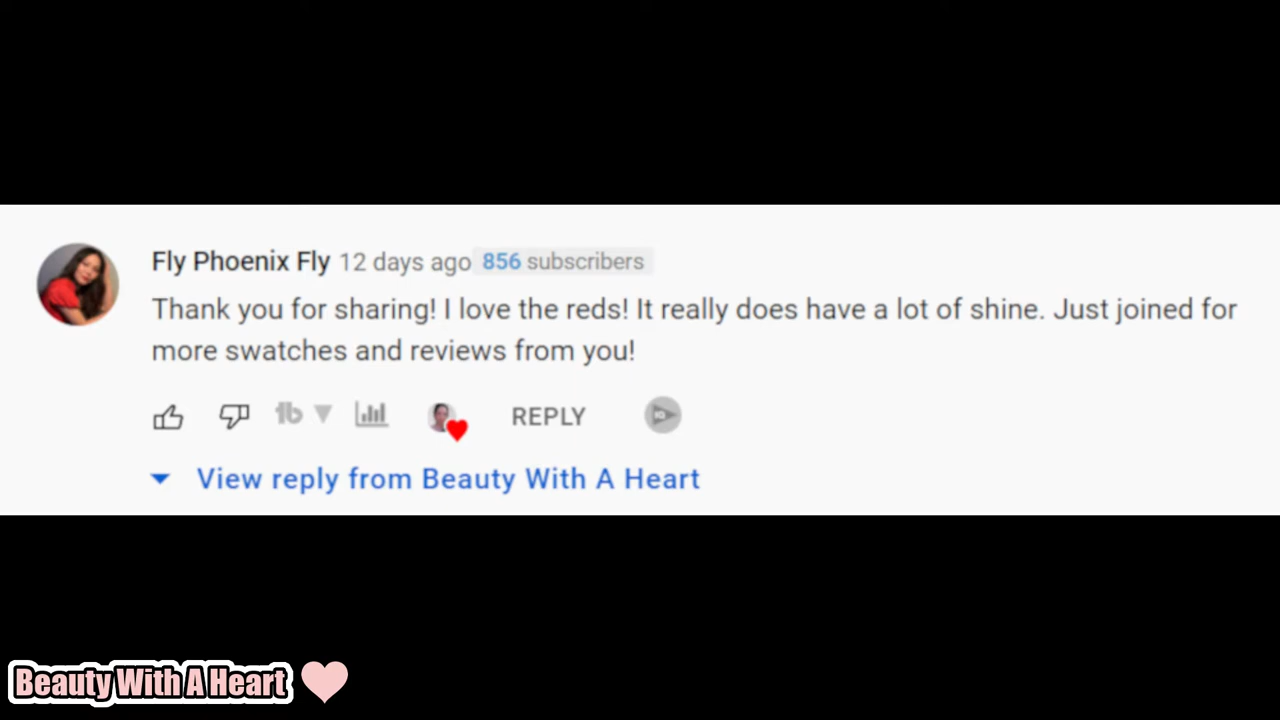 Fly Phoenix Fly 12 days ago 856 subscribers
Thank you for sharing! I love the reds! It really does have a lot of shine. Just joined for
more swatches and reviews from you!
REPLY
View reply from Beauty With A Heart
Beauty With A Heart